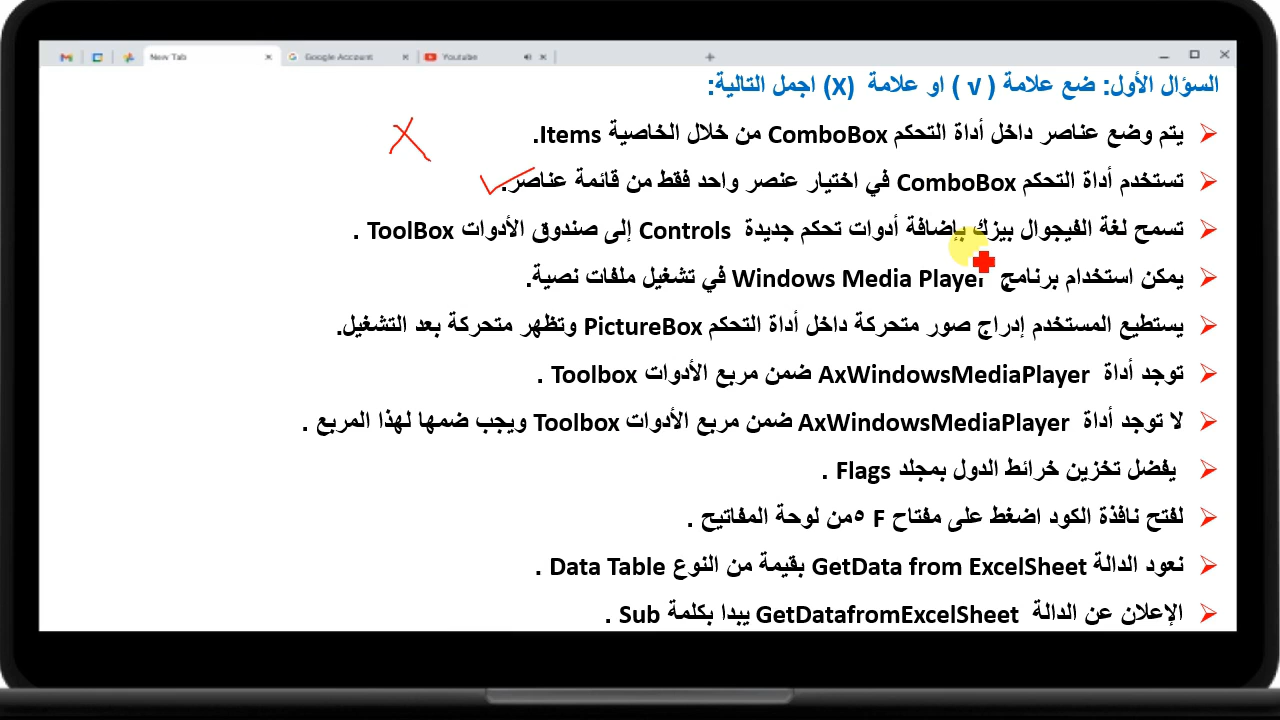 New Tab
Google Account
Youtube
السؤال الأول: ضع علامة ( √ ) او علامة (X) اجمل التالية:
يتم وضع عناصر داخل أداة التحكم ComboBox من خلال الخاصية Items.
تستخدم أداة التحكم ComboBox في اختيار عنصر واحد فقط من قائمة عناصر.
تسمح لغة الفيجوال بيزك بإضافة أدوات تحكم جديدة Controls إلى صندوق الأدوات ToolBox .
يمكن استخدام برنامج Windows Media Player في تشغيل ملفات نصية.
يستطيع المستخدم إدراج صور متحركة داخل أداة التحكم PictureBox وتظهر متحركة بعد التشغيل.
توجد أداة AxWindowsMediaPlayer ضمن مربع الأدوات Toolbox .
لا توجد أداة AxWindowsMediaPlayer ضمن مربع الأدوات Toolbox ويجب ضمها لهذا المربع .
يفضل تخزين خرائط الدول بمجلد Flags .
لفتح نافذة الكود اضغط على مفتاح F ٥من لوحة المفاتيح .
نعود الدالة GetData from ExcelSheet بقيمة من النوع Data Table .
الإعلان عن الدالة GetDatafromExcelSheet يبدا بكلمة Sub .